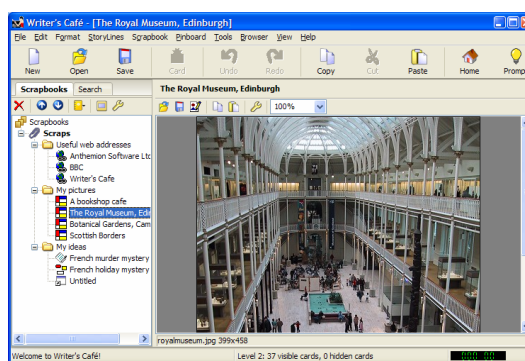 Writer's Café - [The Royal Museum, Edinburgh]
File Edit Format StoryLines Scrapbook Pinboard Tools Browser View Help
New Open Save Card Undo Redo Copy Cut Paste Home Promp
Scrapbooks Search
The Royal Museum, Edinburgh
100%
Scrapbooks
Scraps
Useful web addresses
Anthemion Software Ltd
BBC
Writer's Cafe
My pictures
A bookshop cafe
The Royal Museum, Edi
Botanical Gardens, Cam
Scottish Borders
My ideas
French murder mystery
French holiday mystery
Untitled
royalmuseum.jpg 399x458
Welcome to Writer's Café! Level 2: 37 visible cards, 0 hidden cards